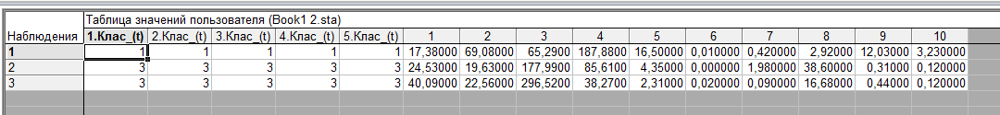 Таблица значений пользователя (Book1 2.sta)
Наблюдения 1.Клас_(t) 2.Клас_(t) 3.Клас_(t) 4.Клас_(t) 5.Клас_(t) 1 2 3 4 5 6 7 8 9 10
1 1 1 1 1 1 17,38000 69,08000 65,2900 187,8800 16,50000 0,010000 0,420000 2,92000 12,03000 3,230000
2 3 3 3 3 3 24,53000 19,63000 177,9900 85,6100 4,35000 0,000000 1,980000 38,60000 0,31000 0,120000
3 3 3 3 3 3 40,09000 22,56000 296,5200 38,2700 2,31000 0,020000 0,090000 16,68000 0,44000 0,120000